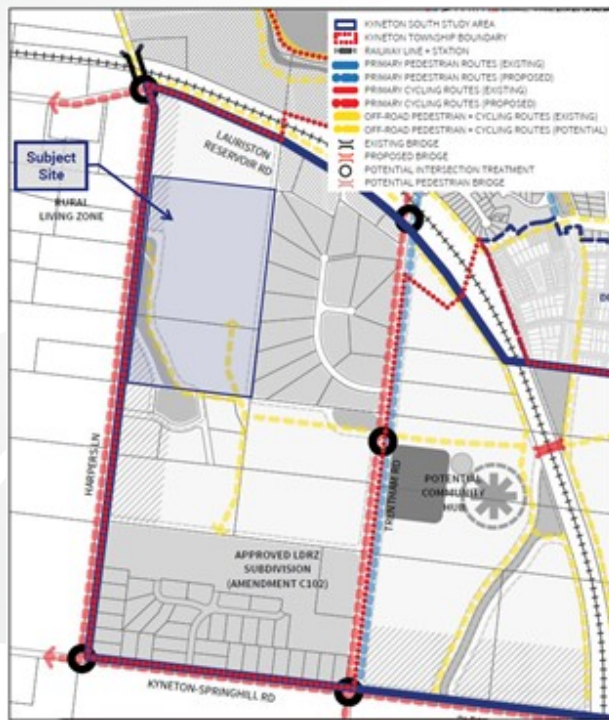 KYNETON SOUTH STUDY AREA
KYNETON TOWNSHIP BOUNDARY
RAILWAY LINE + STATION
PRIMARY PEDESTRIAN ROUTES (EXISTING)
PRIMARY PEDESTRIAN ROUTES (PROPOSED)
PRIMARY CYCLING ROUTES (EXISTING)
PRIMARY CYCLING ROUTES (PROPOSED)
OFF-ROAD PEDESTRIAN + CYCLING ROUTES (EXISTING)
OFF-ROAD PEDESTRIAN + CYCLING ROUTES (POTENTIAL)
EXISTING BRIDGE
PROPOSED BRIDGE
POTENTIAL INTERSECTION TREATMENT
POTENTIAL PEDESTRIAN BRIDGE
LAURISTON
RESERVOIR RD
Subject
Site
RURAL
LIVING ZONE
HARPERS LN
TRENTHAM RD
POTENTIAL
COMMUNITY
HUB
APPROVED LDRZ
SUBDIVISION
(AMENDMENT C102)
KYNETON-SPRINGHILL RD